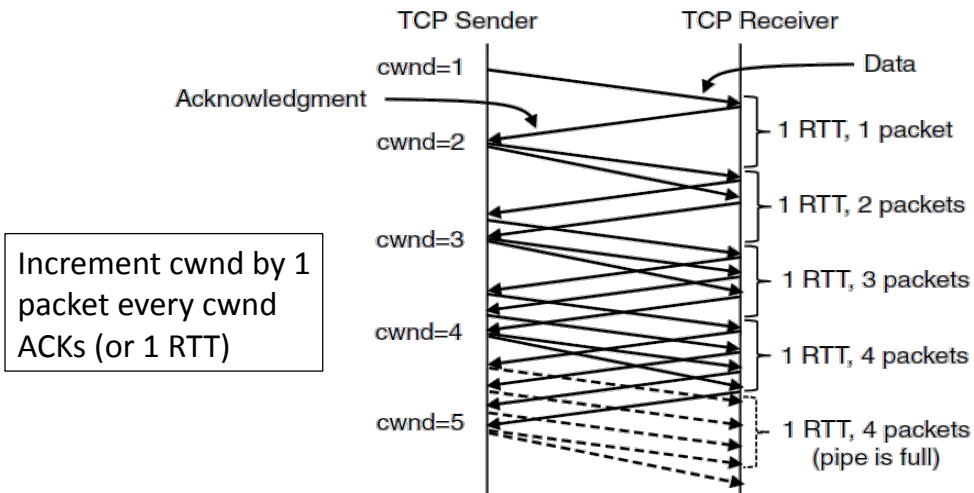 TCP Sender
TCP Receiver
cwnd=1
Data
Acknowledgment
1 RTT, 1 packet
cwnd=2
1 RTT, 2 packets
cwnd=3
Increment cwnd by 1
packet every cwnd
ACKs (or 1 RTT)
1 RTT, 3 packets
cwnd=4
1 RTT, 4 packets
cwnd=5
1 RTT, 4 packets
(pipe is full)